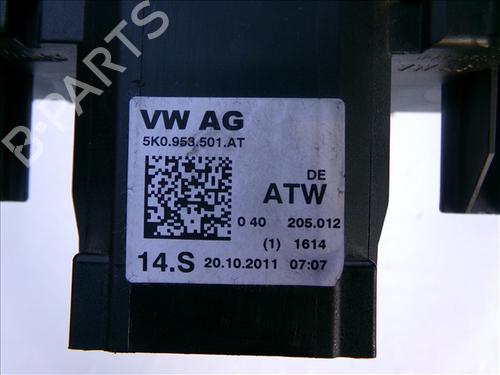 B-PARTS
VW AG
5K0.953.501.AT
DE
ATW
0 40 205.012
(1) 1614
14.S 20.10.2011 07:07